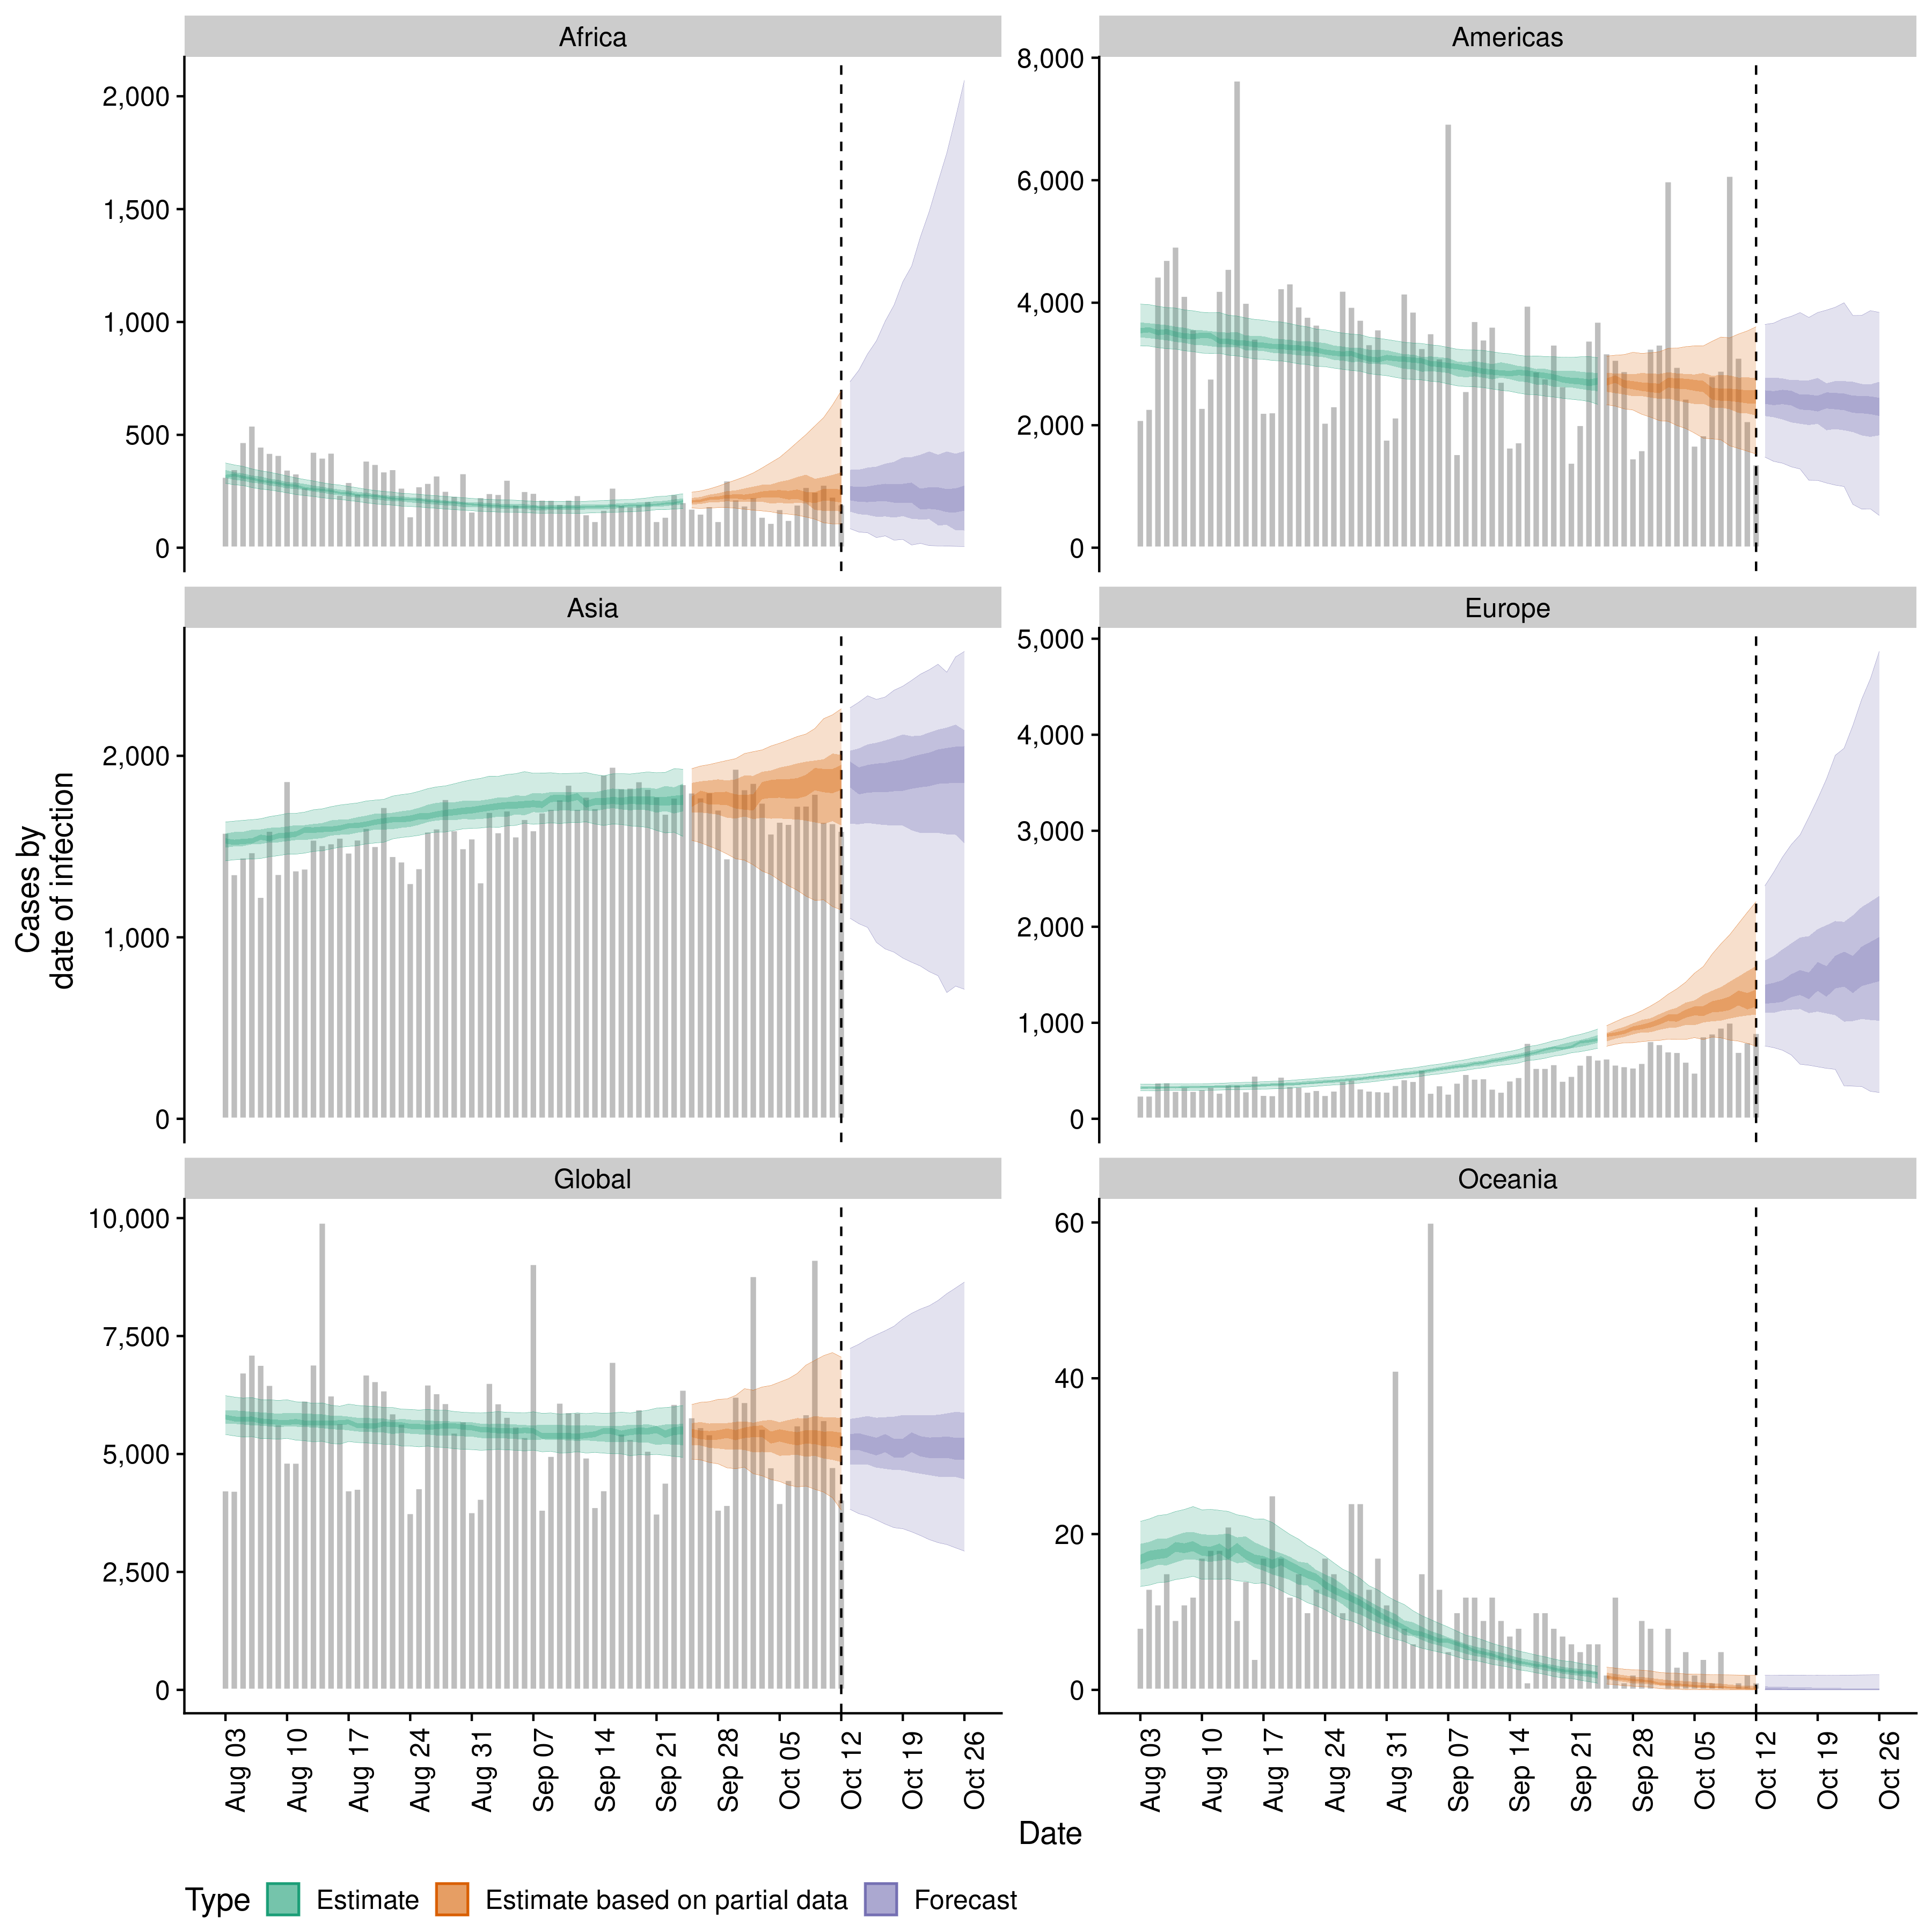 Africa
Americas
2,000
1,500
1,000
500
0
8,000
6,000
4,000
2,000
0
Asia
Europe
2,000
1,000
0
5,000
4,000
3,000
2,000
1,000
0
Cases by
date of infection
Global
Oceania
10,000
7,500
5,000
2,500
0
60
40
20
0
Aug 03
Aug 10
Aug 17
Aug 24
Aug 31
Sep 07
Sep 14
Sep 21
Sep 28
Oct 05
Oct 12
Oct 19
Oct 26
Aug 03
Aug 10
Aug 17
Aug 24
Aug 31
Sep 07
Sep 14
Sep 21
Sep 28
Oct 05
Oct 12
Oct 19
Oct 26
Date
Type Estimate Estimate based on partial data Forecast